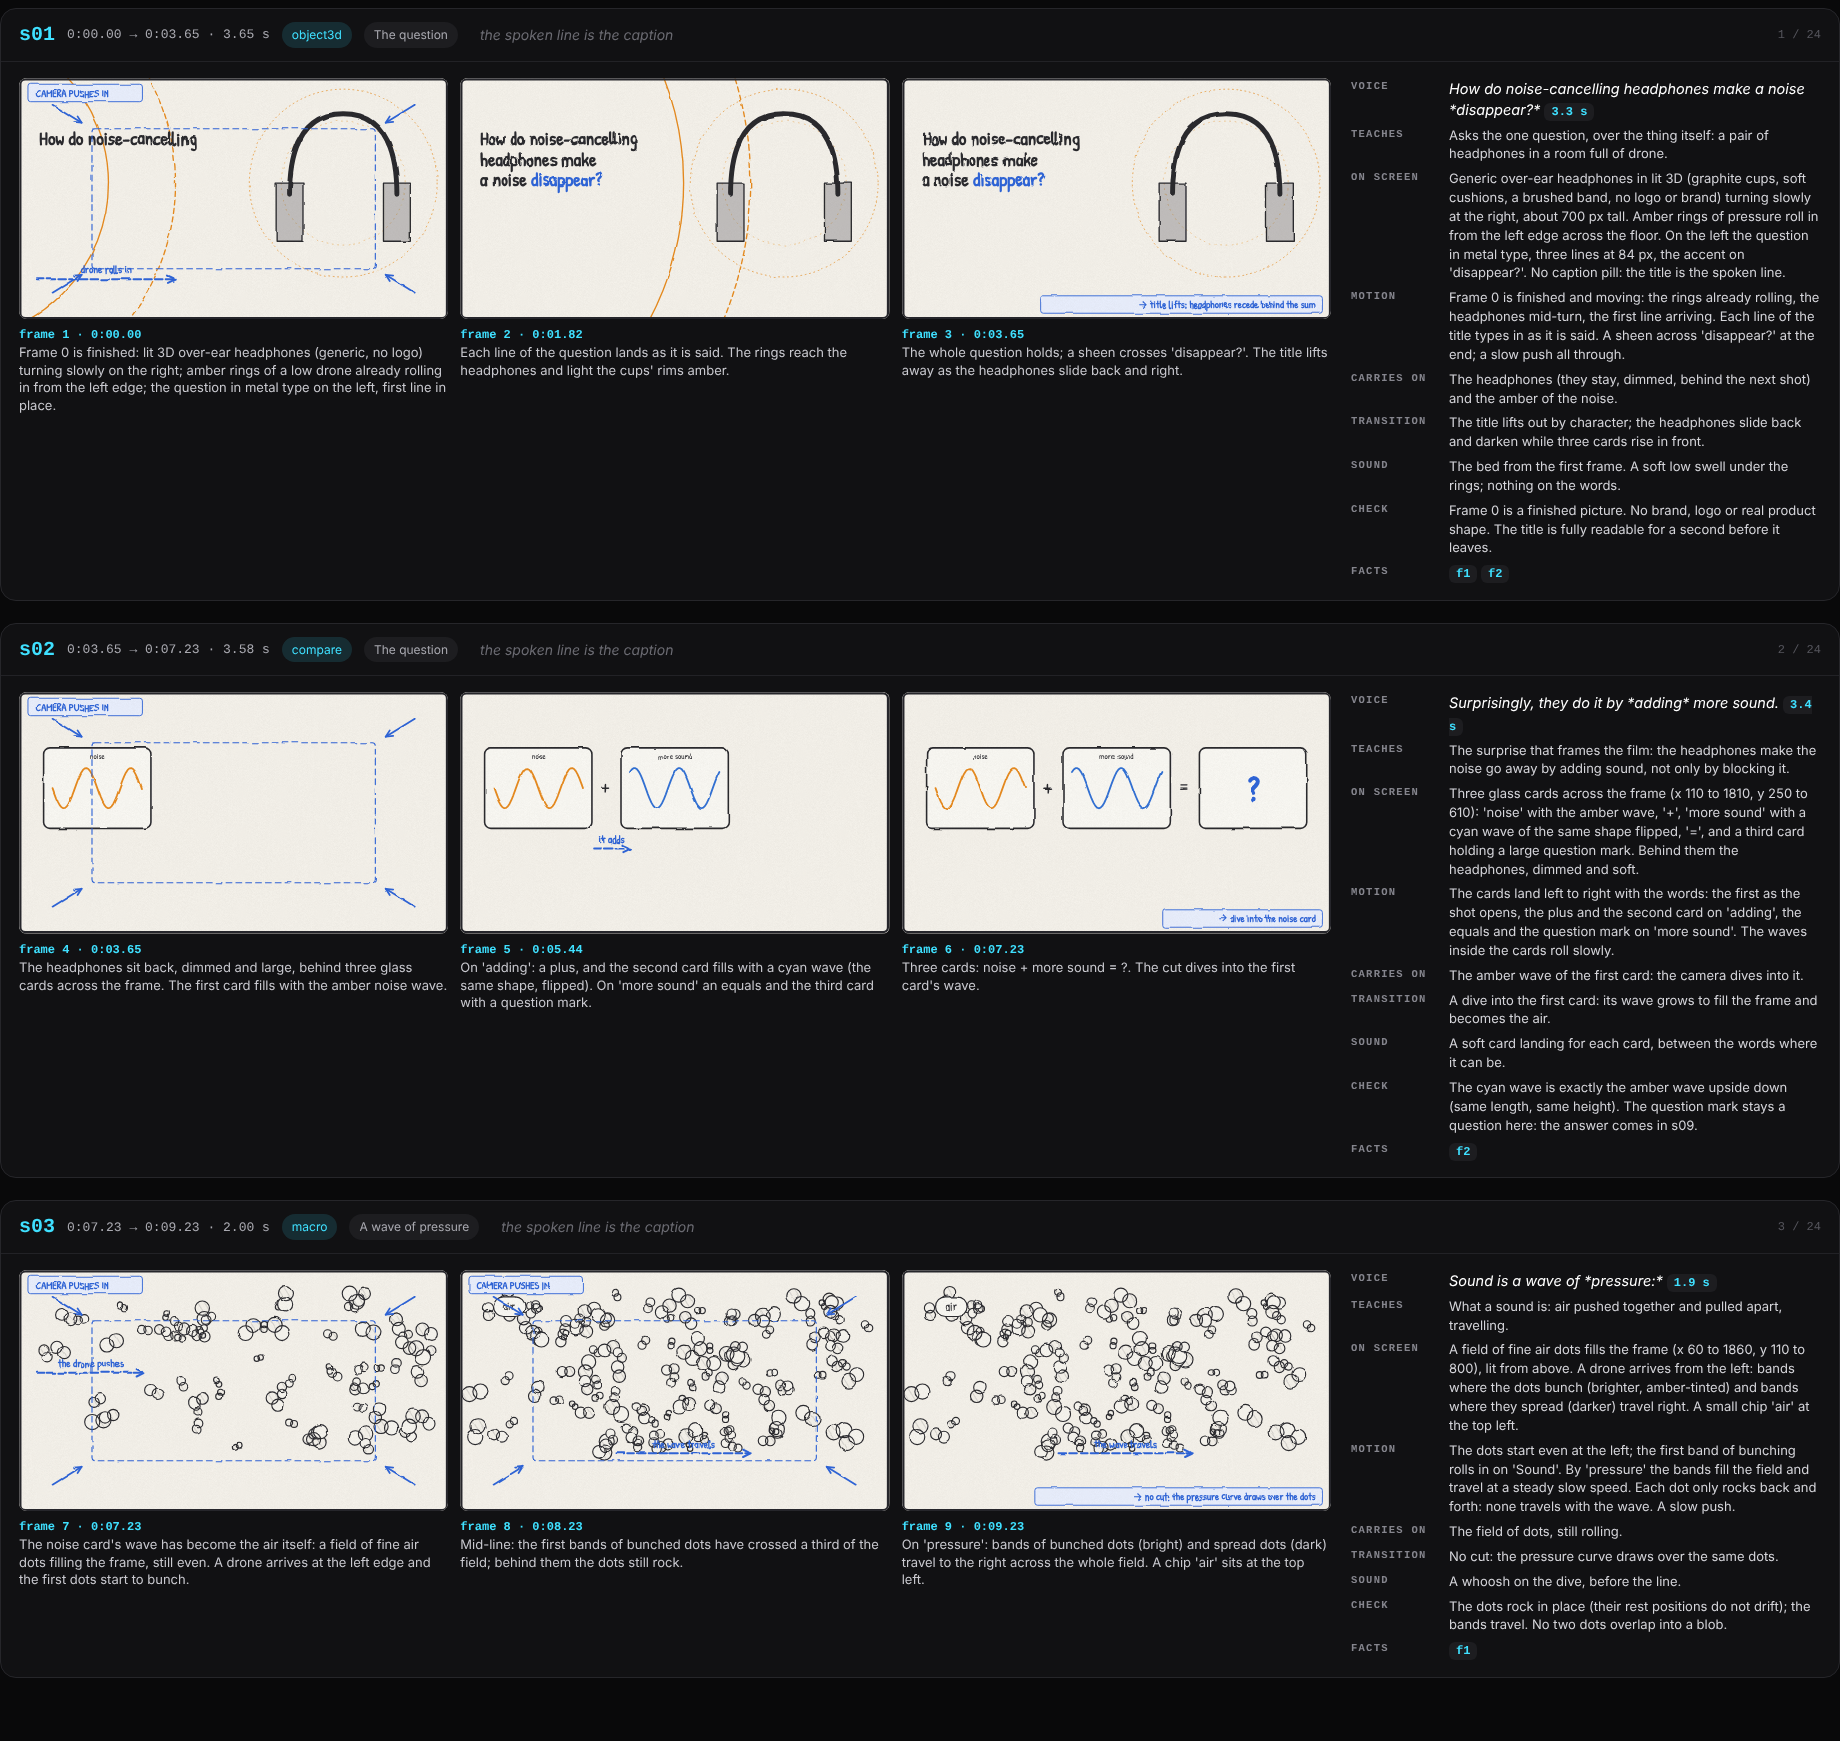 s01 0:00.00 → 0:03.65 · 3.65 s object3d The question the spoken line is the caption 1 / 24
CAMERA PUSHES IN
How do noise-cancelling
drone rolls in
How do noise-cancelling
headphones make
a noise disappear?
How do noise-cancelling
headphones make
a noise disappear?
→ title lifts; headphones recede behind the sum
frame 1 · 0:00.00
Frame 0 is finished: lit 3D over-ear headphones (generic, no logo)
turning slowly on the right; amber rings of a low drone already rolling
in from the left edge; the question in metal type on the left, first line in
place.
frame 2 · 0:01.82
Each line of the question lands as it is said. The rings reach the
headphones and light the cups' rims amber.
frame 3 · 0:03.65
The whole question holds; a sheen crosses 'disappear?'. The title lifts
away as the headphones slide back and right.
VOICE
How do noise-cancelling headphones make a noise
*disappear?* 3.3 s
TEACHES
Asks the one question, over the thing itself: a pair of
headphones in a room full of drone.
ON SCREEN
Generic over-ear headphones in lit 3D (graphite cups, soft
cushions, a brushed band, no logo or brand) turning slowly
at the right, about 700 px tall. Amber rings of pressure roll in
from the left edge across the floor. On the left the question
in metal type, three lines at 84 px, the accent on
'disappear?'. No caption pill: the title is the spoken line.
MOTION
Frame 0 is finished and moving: the rings already rolling, the
headphones mid-turn, the first line arriving. Each line of the
title types in as it is said. A sheen across 'disappear?' at the
end; a slow push all through.
CARRIES ON
The headphones (they stay, dimmed, behind the next shot)
and the amber of the noise.
TRANSITION
The title lifts out by character; the headphones slide back
and darken while three cards rise in front.
SOUND
The bed from the first frame. A soft low swell under the
rings; nothing on the words.
CHECK
Frame 0 is a finished picture. No brand, logo or real product
shape. The title is fully readable for a second before it
leaves.
FACTS
f1 f2
s02 0:03.65 → 0:07.23 · 3.58 s compare The question the spoken line is the caption 2 / 24
CAMERA PUSHES IN
noise
noise
+
more sound
it adds
noise
+
more sound
=
?
→ dive into the noise card
frame 4 · 0:03.65
The headphones sit back, dimmed and large, behind three glass
cards across the frame. The first card fills with the amber noise wave.
frame 5 · 0:05.44
On 'adding': a plus, and the second card fills with a cyan wave (the
same shape, flipped). On 'more sound' an equals and the third card
with a question mark.
frame 6 · 0:07.23
Three cards: noise + more sound = ?. The cut dives into the first
card's wave.
VOICE
Surprisingly, they do it by *adding* more sound. 3.4
s
TEACHES
The surprise that frames the film: the headphones make the
noise go away by adding sound, not only by blocking it.
ON SCREEN
Three glass cards across the frame (x 110 to 1810, y 250 to
610): 'noise' with the amber wave, '+', 'more sound' with a
cyan wave of the same shape flipped, '=', and a third card
holding a large question mark. Behind them the
headphones, dimmed and soft.
MOTION
The cards land left to right with the words: the first as the
shot opens, the plus and the second card on 'adding', the
equals and the question mark on 'more sound'. The waves
inside the cards roll slowly.
CARRIES ON
The amber wave of the first card: the camera dives into it.
TRANSITION
A dive into the first card: its wave grows to fill the frame and
becomes the air.
SOUND
A soft card landing for each card, between the words where
it can be.
CHECK
The cyan wave is exactly the amber wave upside down
(same length, same height). The question mark stays a
question here: the answer comes in s09.
FACTS
f2
s03 0:07.23 → 0:09.23 · 2.00 s macro A wave of pressure the spoken line is the caption 3 / 24
CAMERA PUSHES IN
the drone pushes
CAMERA PUSHES IN
air
the wave travels
air
the wave travels
→ no cut: the pressure curve draws over the dots
frame 7 · 0:07.23
The noise card's wave has become the air itself: a field of fine air
dots filling the frame, still even. A drone arrives at the left edge and
the first dots start to bunch.
frame 8 · 0:08.23
Mid-line: the first bands of bunched dots have crossed a third of the
field; behind them the dots still rock.
frame 9 · 0:09.23
On 'pressure': bands of bunched dots (bright) and spread dots (dark)
travel to the right across the whole field. A chip 'air' sits at the top
left.
VOICE
Sound is a wave of *pressure:* 1.9 s
TEACHES
What a sound is: air pushed together and pulled apart,
travelling.
ON SCREEN
A field of fine air dots fills the frame (x 60 to 1860, y 110 to
800), lit from above. A drone arrives from the left: bands
where the dots bunch (brighter, amber-tinted) and bands
where they spread (darker) travel right. A small chip 'air' at
the top left.
MOTION
The dots start even at the left; the first band of bunching
rolls in on 'Sound'. By 'pressure' the bands fill the field and
travel at a steady slow speed. Each dot only rocks back and
forth: none travels with the wave. A slow push.
CARRIES ON
The field of dots, still rolling.
TRANSITION
No cut: the pressure curve draws over the same dots.
SOUND
A whoosh on the dive, before the line.
CHECK
The dots rock in place (their rest positions do not drift); the
bands travel. No two dots overlap into a blob.
FACTS
f1